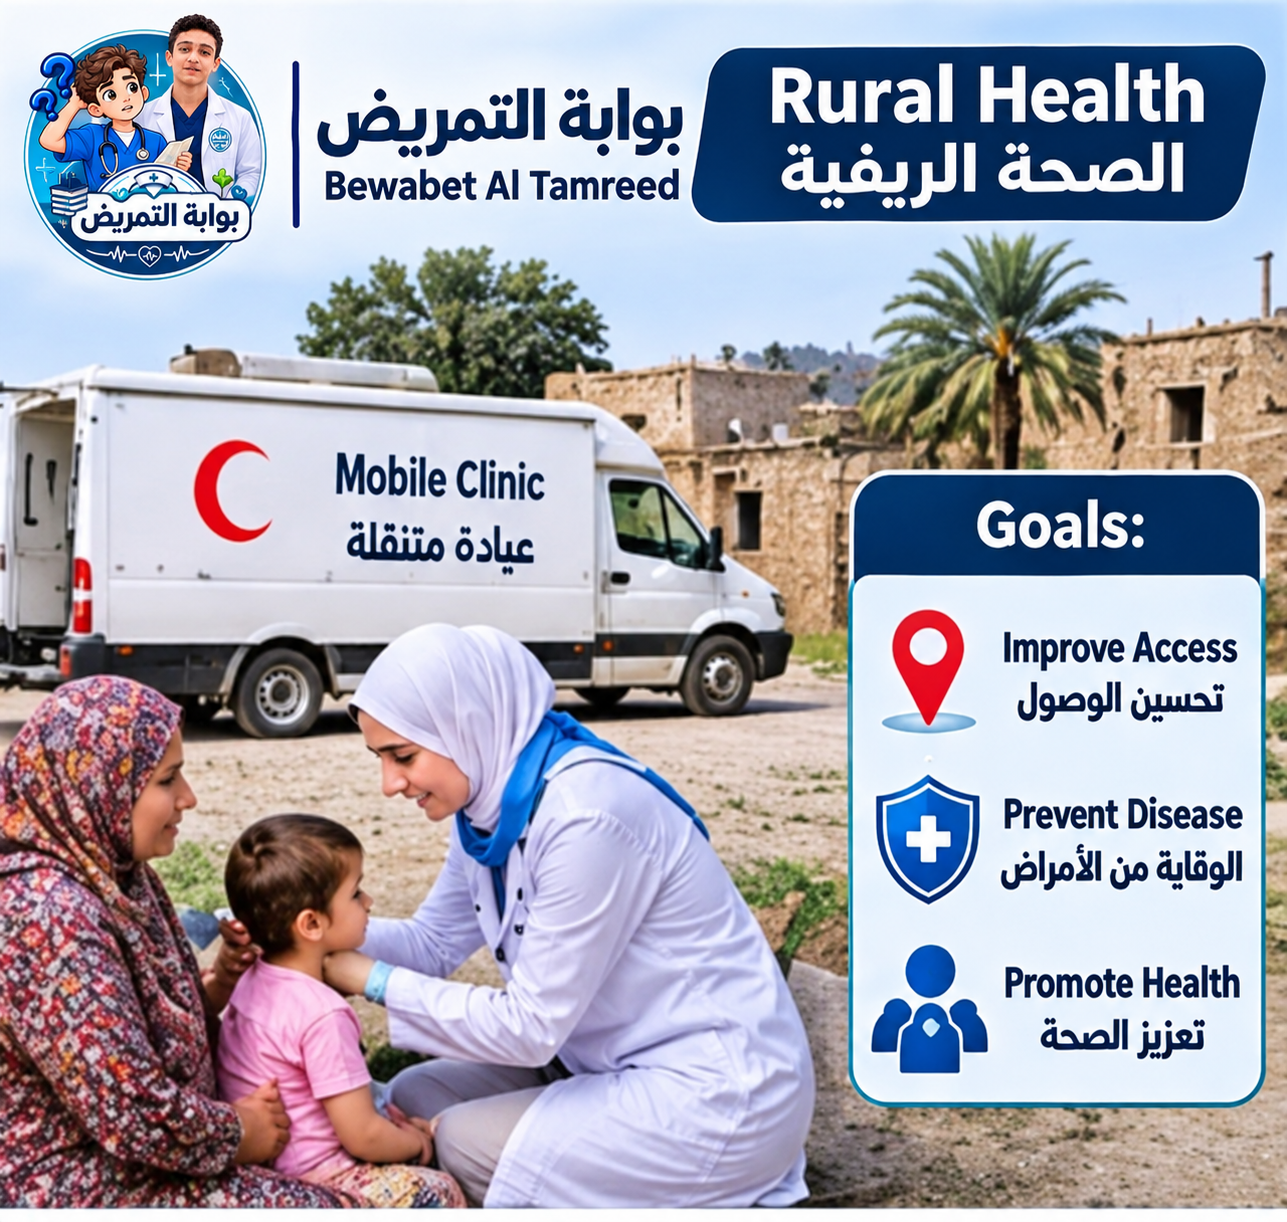 بوابة التمريض
بوابة التمريض
Bewabet Al Tamreed
Rural Health
الصحة الريفية
Mobile Clinic
عيادة متنقلة
Goals:
Improve Access
تحسين الوصول
Prevent Disease
الوقاية من الأمراض
Promote Health
تعزيز الصحة